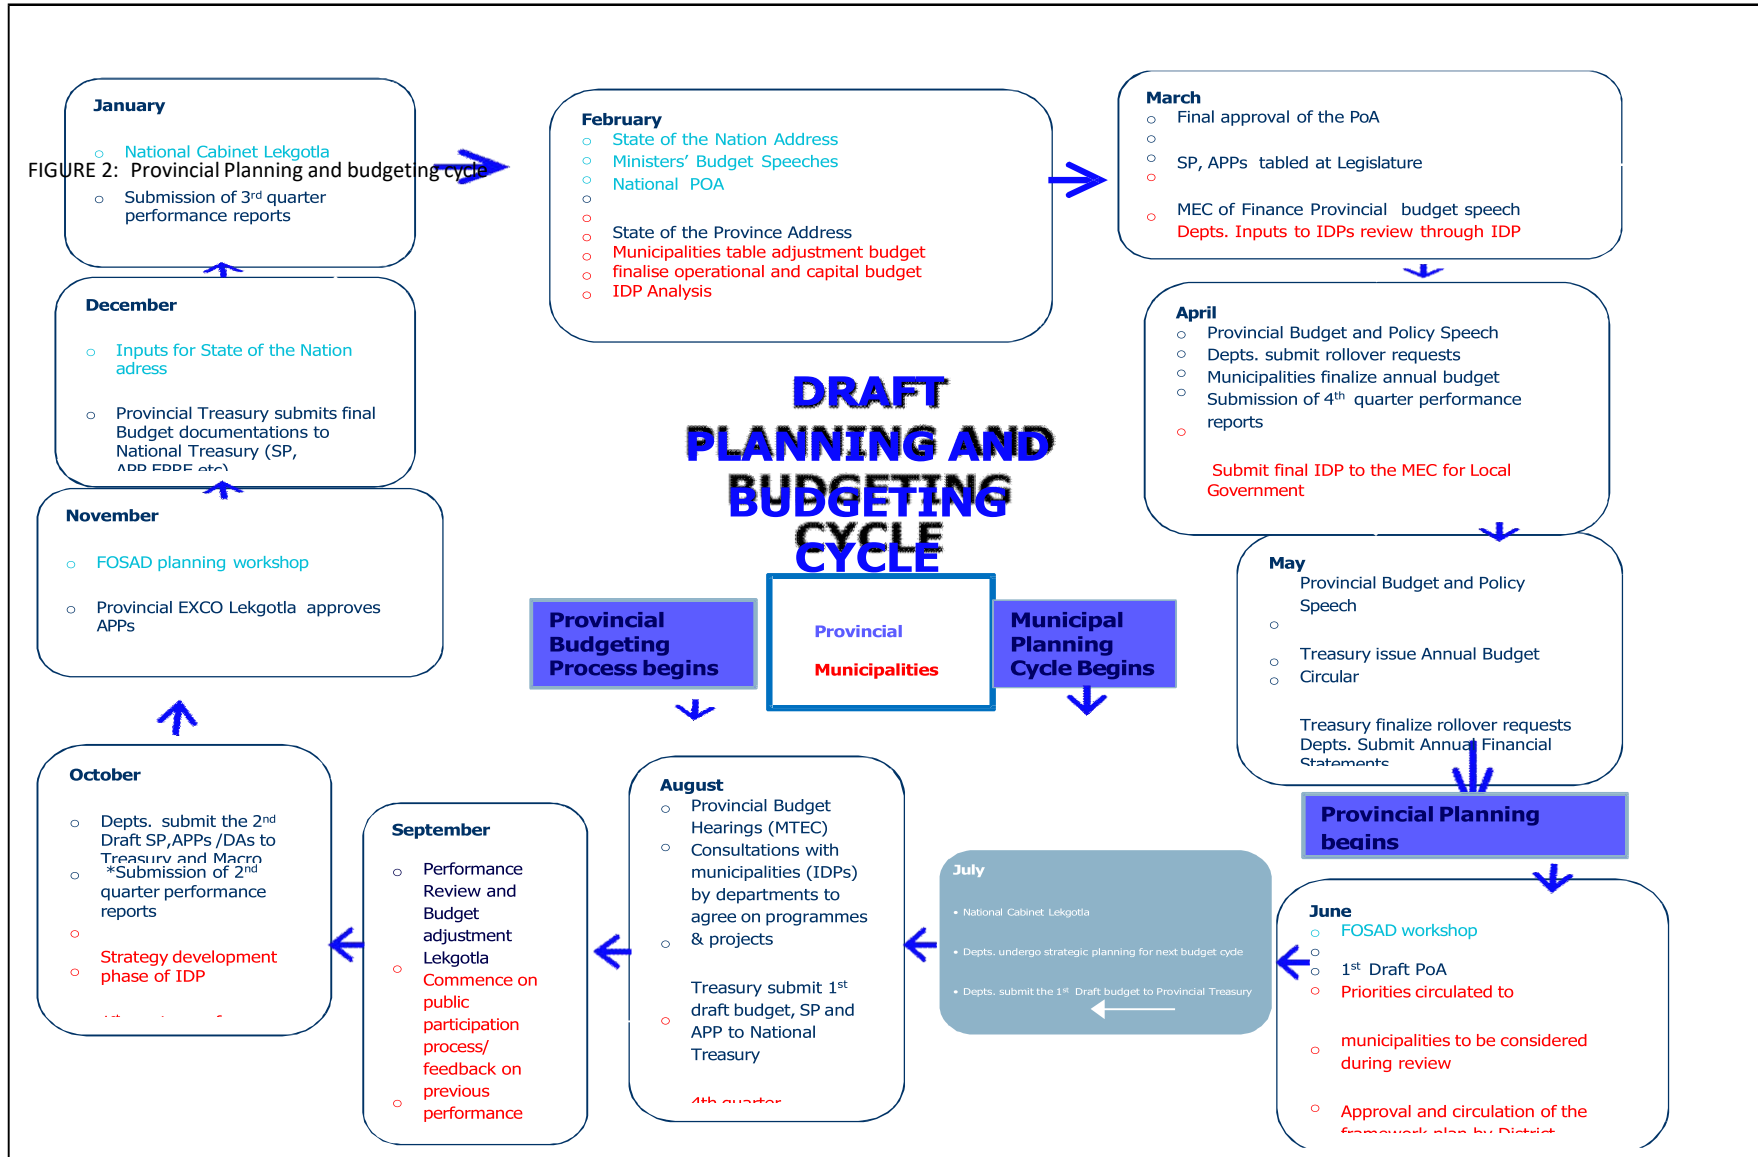 January
National Cabinet Lekgotla
FIGURE 2: Provincial Planning and budgeting cycle
Submission of 3rd quarter
performance reports
February
State of the Nation Address
Ministers’ Budget Speeches
National POA
State of the Province Address
Municipalities table adjustment budget
finalise operational and capital budget
IDP Analysis
March
Final approval of the PoA
SP, APPs tabled at Legislature
MEC of Finance Provincial budget speech
Depts. Inputs to IDPs review through IDP
April
Provincial Budget and Policy Speech
Depts. submit rollover requests
Municipalities finalize annual budget
Submission of 4th quarter performance
reports
Submit final IDP to the MEC for Local
Government
May
Provincial Budget and Policy
Speech
Treasury issue Annual Budget
Circular
Treasury finalize rollover requests
Depts. Submit Annual Financial
Statements
Provincial Planning
begins
June
FOSAD workshop
1st Draft PoA
Priorities circulated to
municipalities to be considered
during review
Approval and circulation of the
framework plan by District
July
• National Cabinet Lekgotla
• Depts. undergo strategic planning for next budget cycle
• Depts. submit the 1st Draft budget to Provincial Treasury
August
Provincial Budget
Hearings (MTEC)
Consultations with
municipalities (IDPs)
by departments to
agree on programmes
& projects
Treasury submit 1st
draft budget, SP and
APP to National
Treasury
4th quarter
September
Performance
Review and
Budget
adjustment
Lekgotla
Commence on
public
participation
process/
feedback on
previous
performance
October
Depts. submit the 2nd
Draft SP,APPs /DAs to
Treasury and Macro
*Submission of 2nd
quarter performance
reports
Strategy development
phase of IDP
November
FOSAD planning workshop
Provincial EXCO Lekgotla approves
APPs
December
Inputs for State of the Nation
adress
Provincial Treasury submits final
Budget documentations to
National Treasury (SP,
APP,EPRE etc)
DRAFT
PLANNING AND
BUDGETING
CYCLE
Provincial
Budgeting
Process begins
Provincial
Municipalities
Municipal
Planning
Cycle Begins